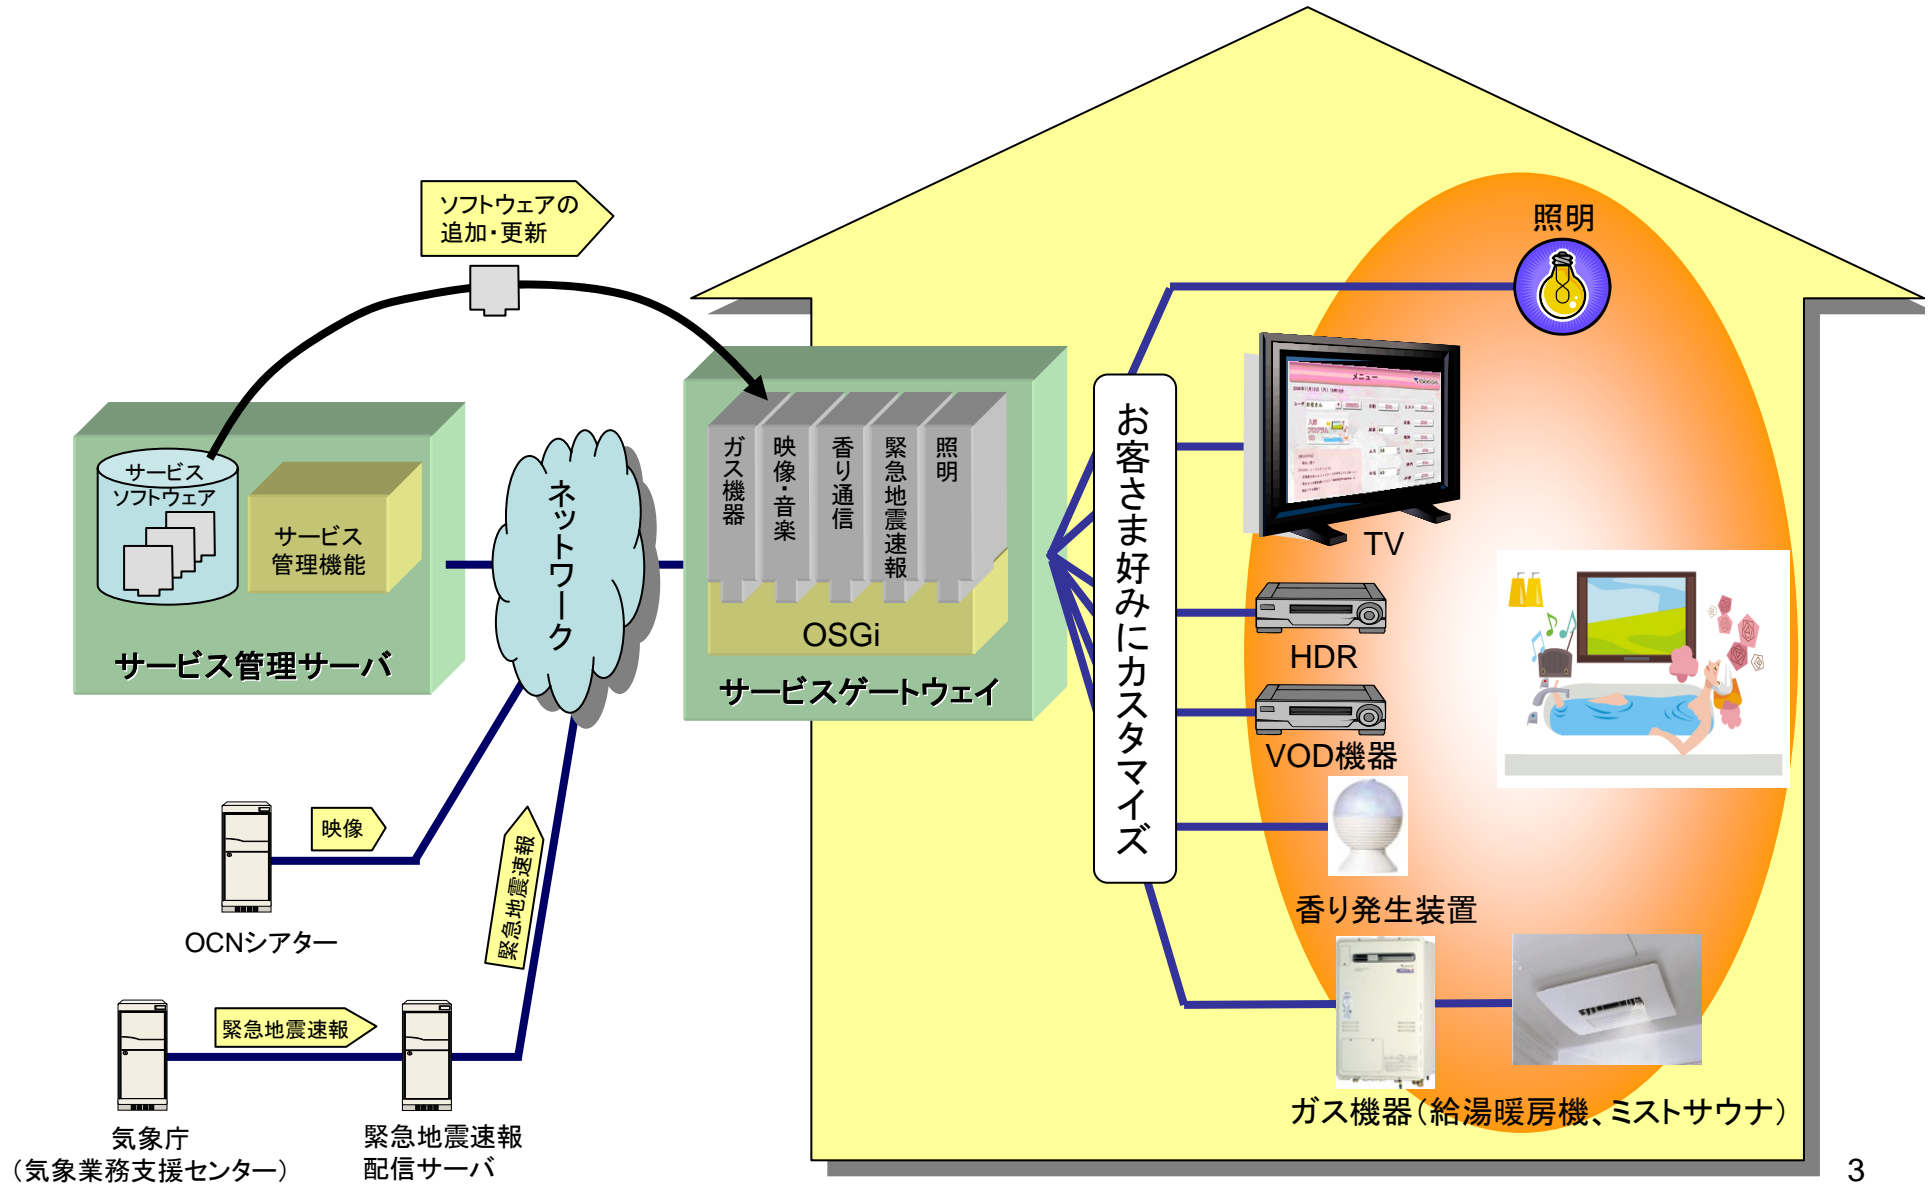 ソフトウェアの
追加・更新
照明
サービス
ソフトウェア
サービス
管理機能
サービス管理サーバ
ネットワーク
ガス機器
映像・音楽
香り通信
緊急地震速報
照明
OSGi
サービスゲートウェイ
お客さま好みにカスタマイズ
メニュー
TV
HDR
VOD機器
香り発生装置
ガス機器(給湯暖房機、ミストサウナ)
映像
OCNシアター
緊急地震速報
緊急地震速報
気象庁
(気象業務支援センター)
緊急地震速報
配信サーバ
3